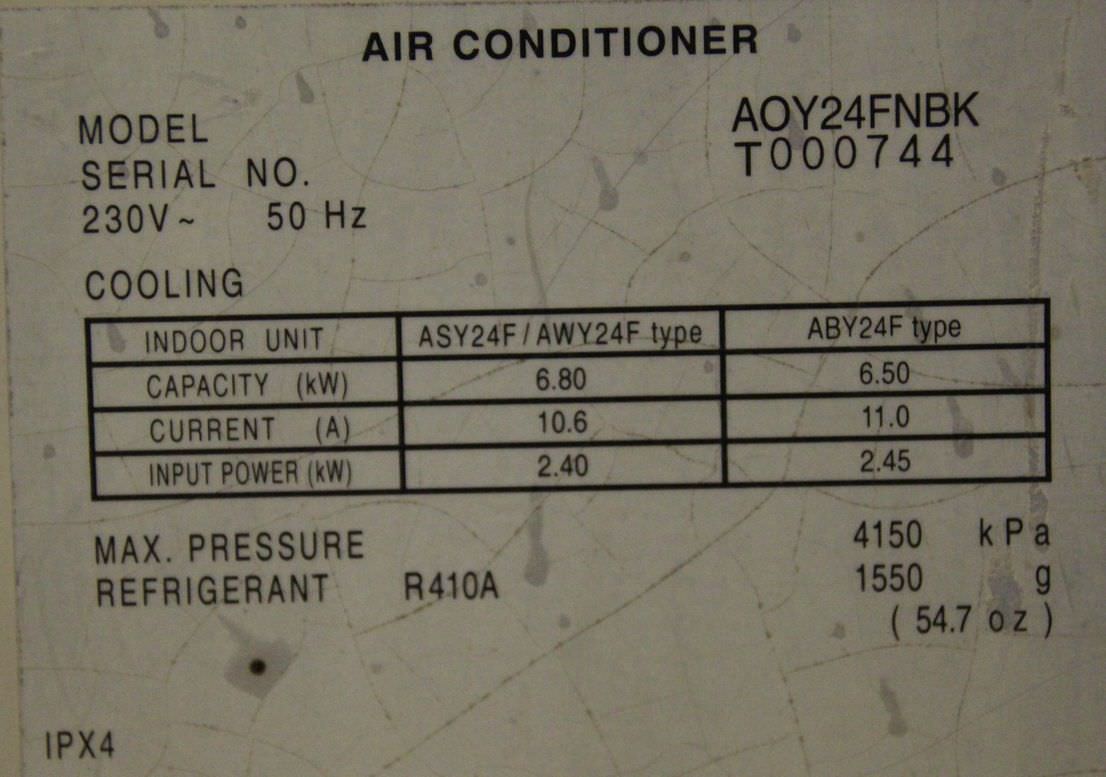 AIR CONDITIONER
MODEL AOY24FNBK
SERIAL NO. T000744
230V~ 50 Hz
COOLING
INDOOR UNIT ASY24F/AWY24F type ABY24F type
CAPACITY (kW) 6.80 6.50
CURRENT (A) 10.6 11.0
INPUT POWER (kW) 2.40 2.45
MAX. PRESSURE 4150 kPa
REFRIGERANT R410A 1550 g
(54.7 oz)
IPX4